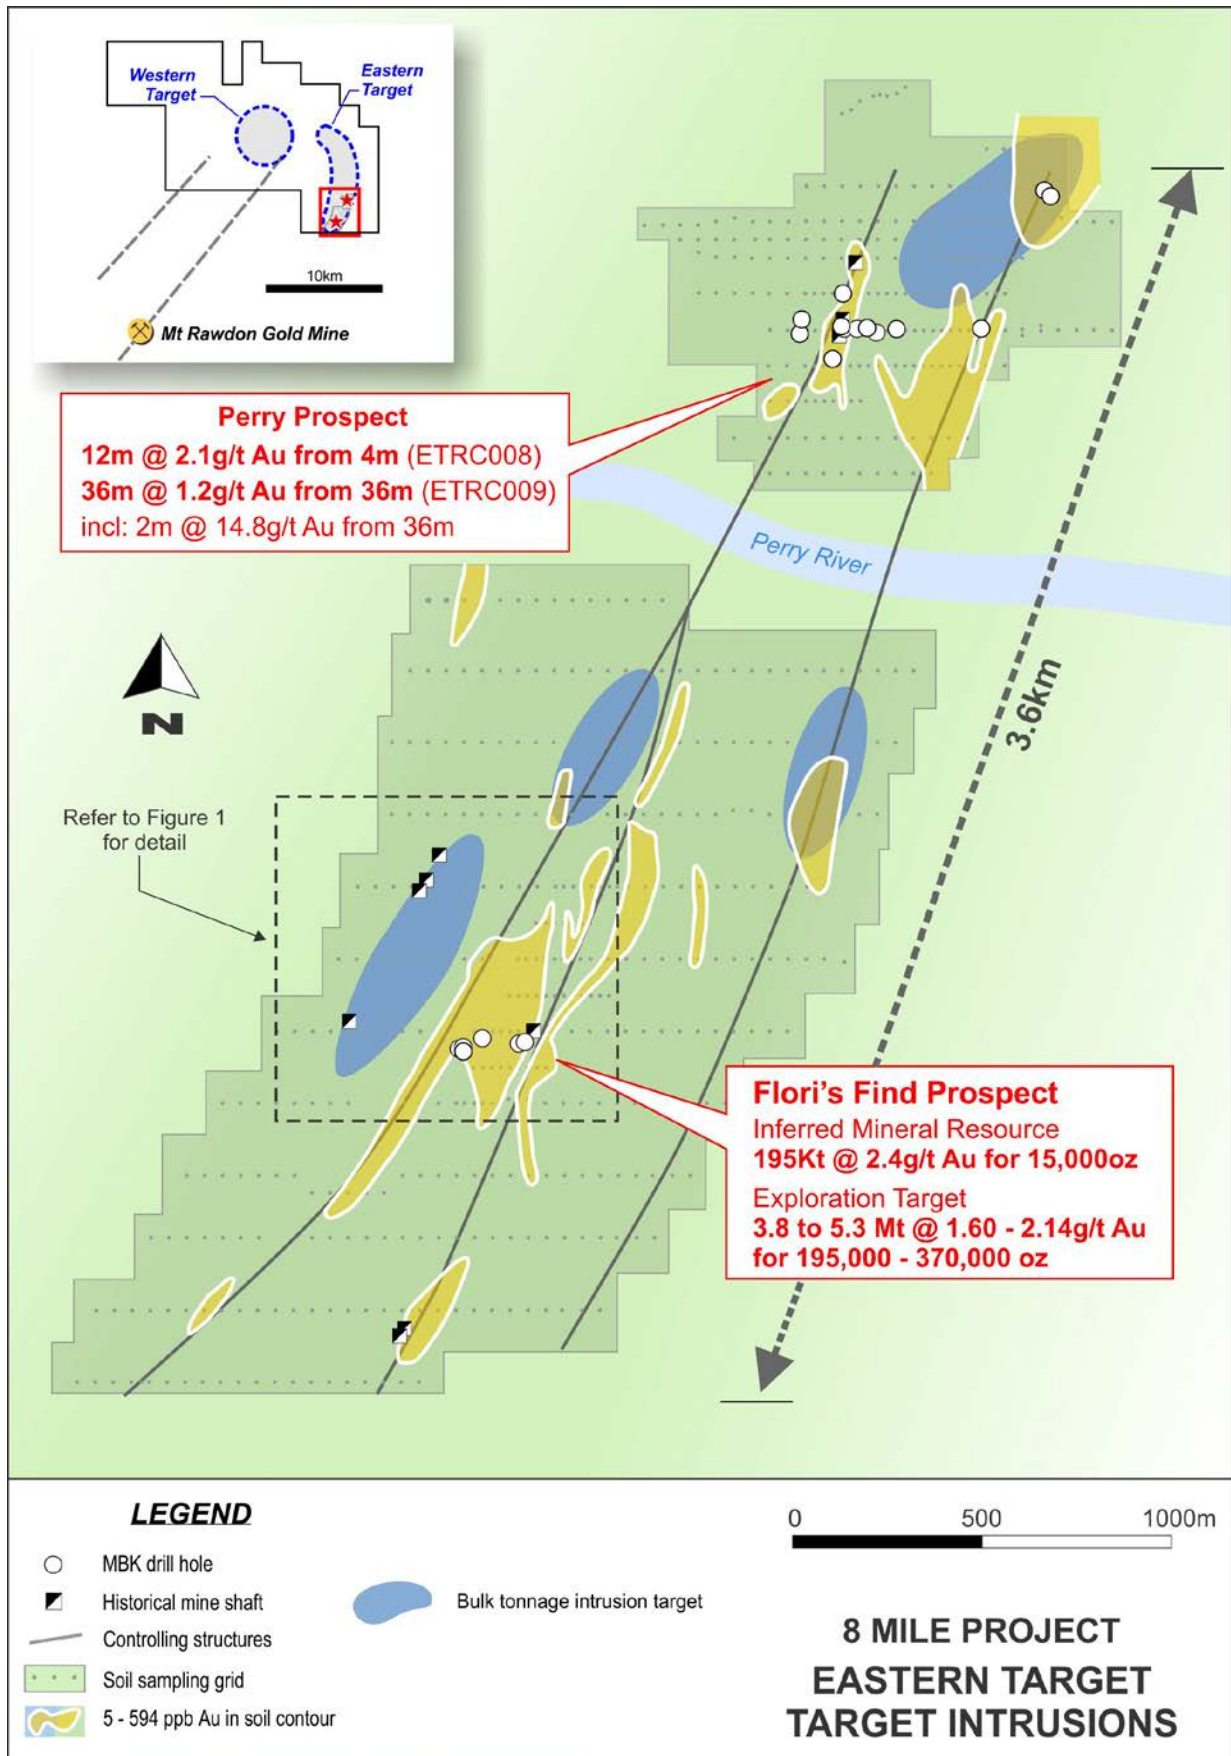 Western
Target
Eastern
Target
10km
Mt Rawdon Gold Mine
Perry Prospect
12m @ 2.1g/t Au from 4m (ETRC008)
36m @ 1.2g/t Au from 36m (ETRC009)
incl: 2m @ 14.8g/t Au from 36m
Perry River
N
3.6km
Refer to Figure 1
for detail
Flori's Find Prospect
Inferred Mineral Resource
195Kt @ 2.4g/t Au for 15,000oz
Exploration Target
3.8 to 5.3 Mt @ 1.60 - 2.14g/t Au
for 195,000 - 370,000 oz
LEGEND
MBK drill hole
Historical mine shaft
Controlling structures
Soil sampling grid
5 - 594 ppb Au in soil contour
Bulk tonnage intrusion target
0 500 1000m
8 MILE PROJECT
EASTERN TARGET
TARGET INTRUSIONS